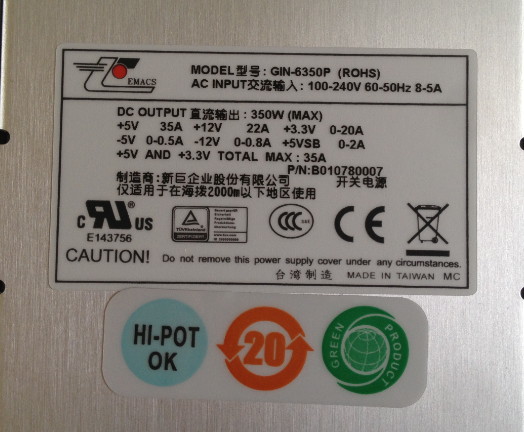 EMACS
MODEL型号: GIN-6350P (ROHS)
AC INPUT交流输入: 100-240V 60-50Hz 8-5A
DC OUTPUT 直流输出: 350W (MAX)
+5V 35A +12V 22A +3.3V 0-20A
-5V 0-0.5A -12V 0-0.8A +5VSB 0-2A
+5V AND +3.3V TOTAL MAX: 35A
P/N:B010780007
制造商: 新巨企业股份有限公司 开关电源
仅适用于在海拨2000m以下地区使用
c RU® US
E143756
TÜVRheinland
CCC
CE
CAUTION! Do not remove this power supply cover under any circumstances.
台湾制造 MADE IN TAIWAN MC
HI-POT
OK
20
GREEN PRODUCT